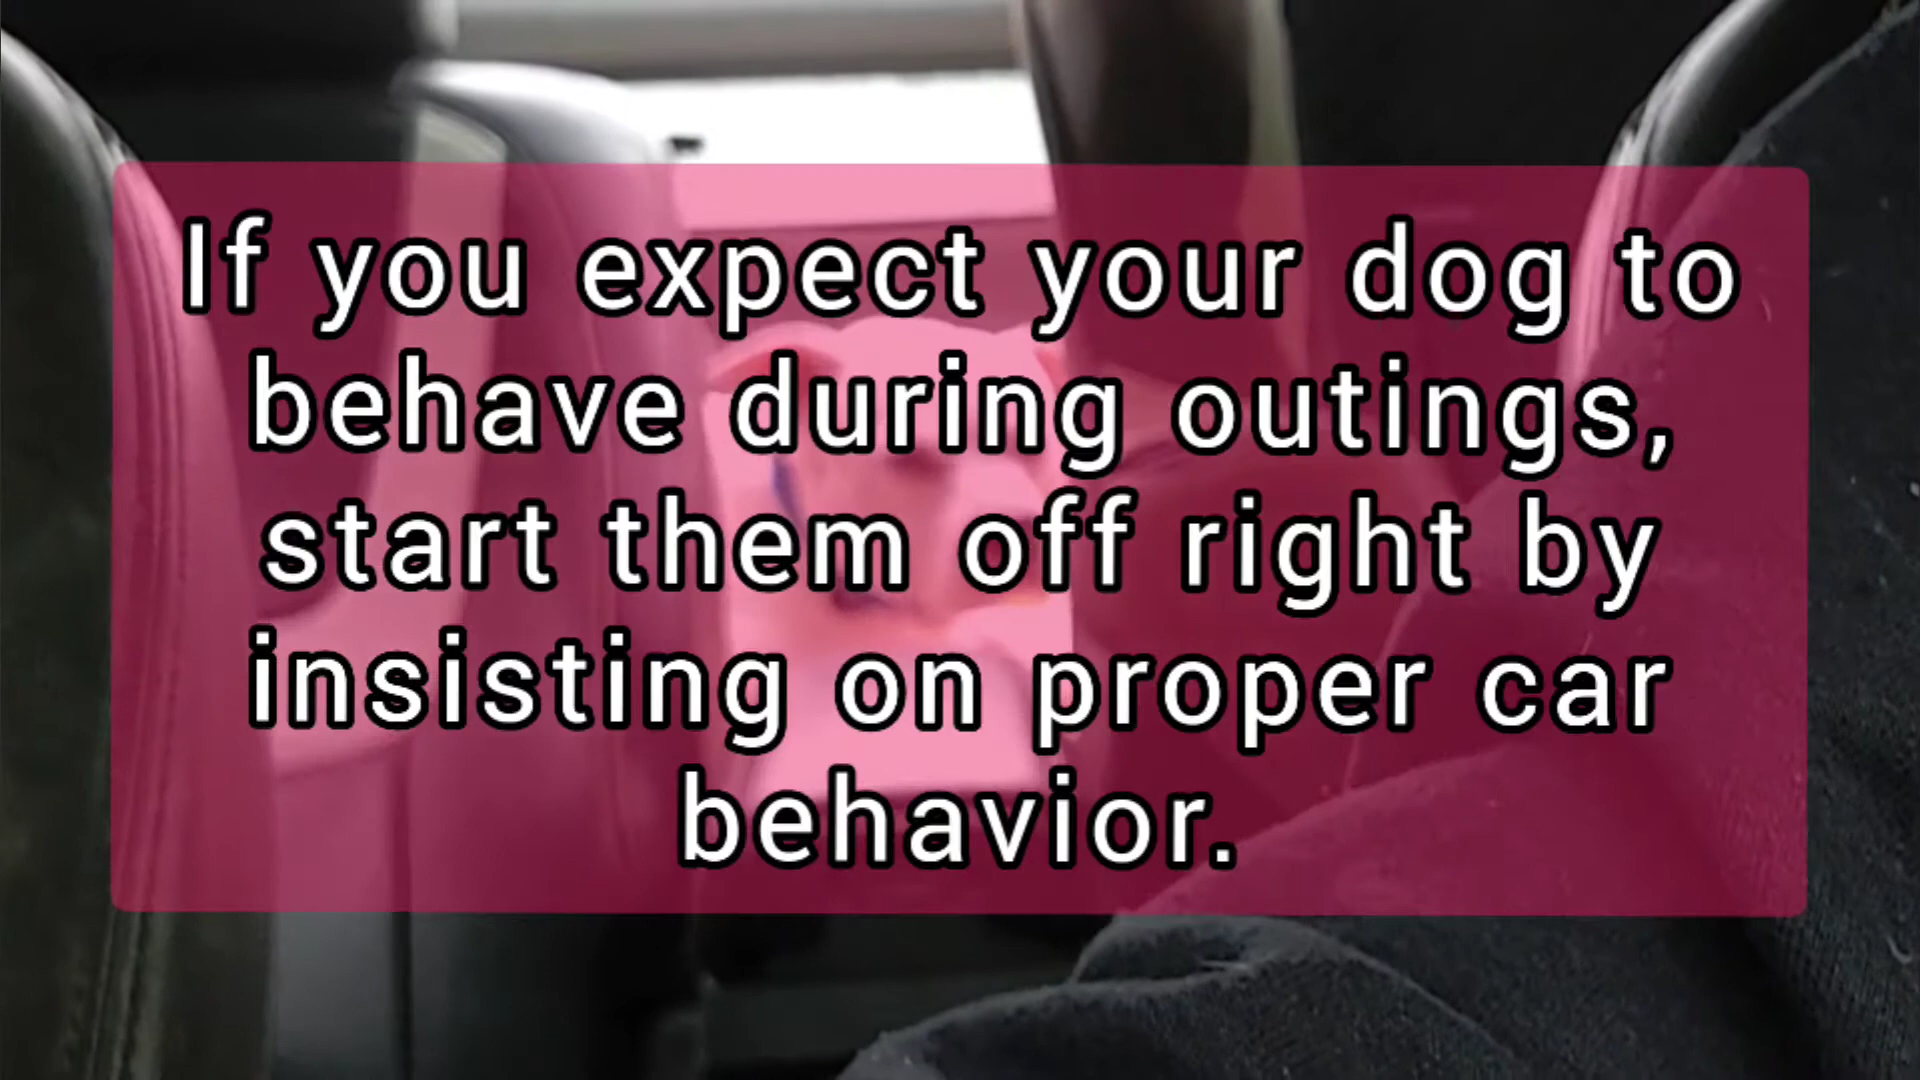 If you expect your dog to
behave during outings,
start them off right by
insisting on proper car
behavior.